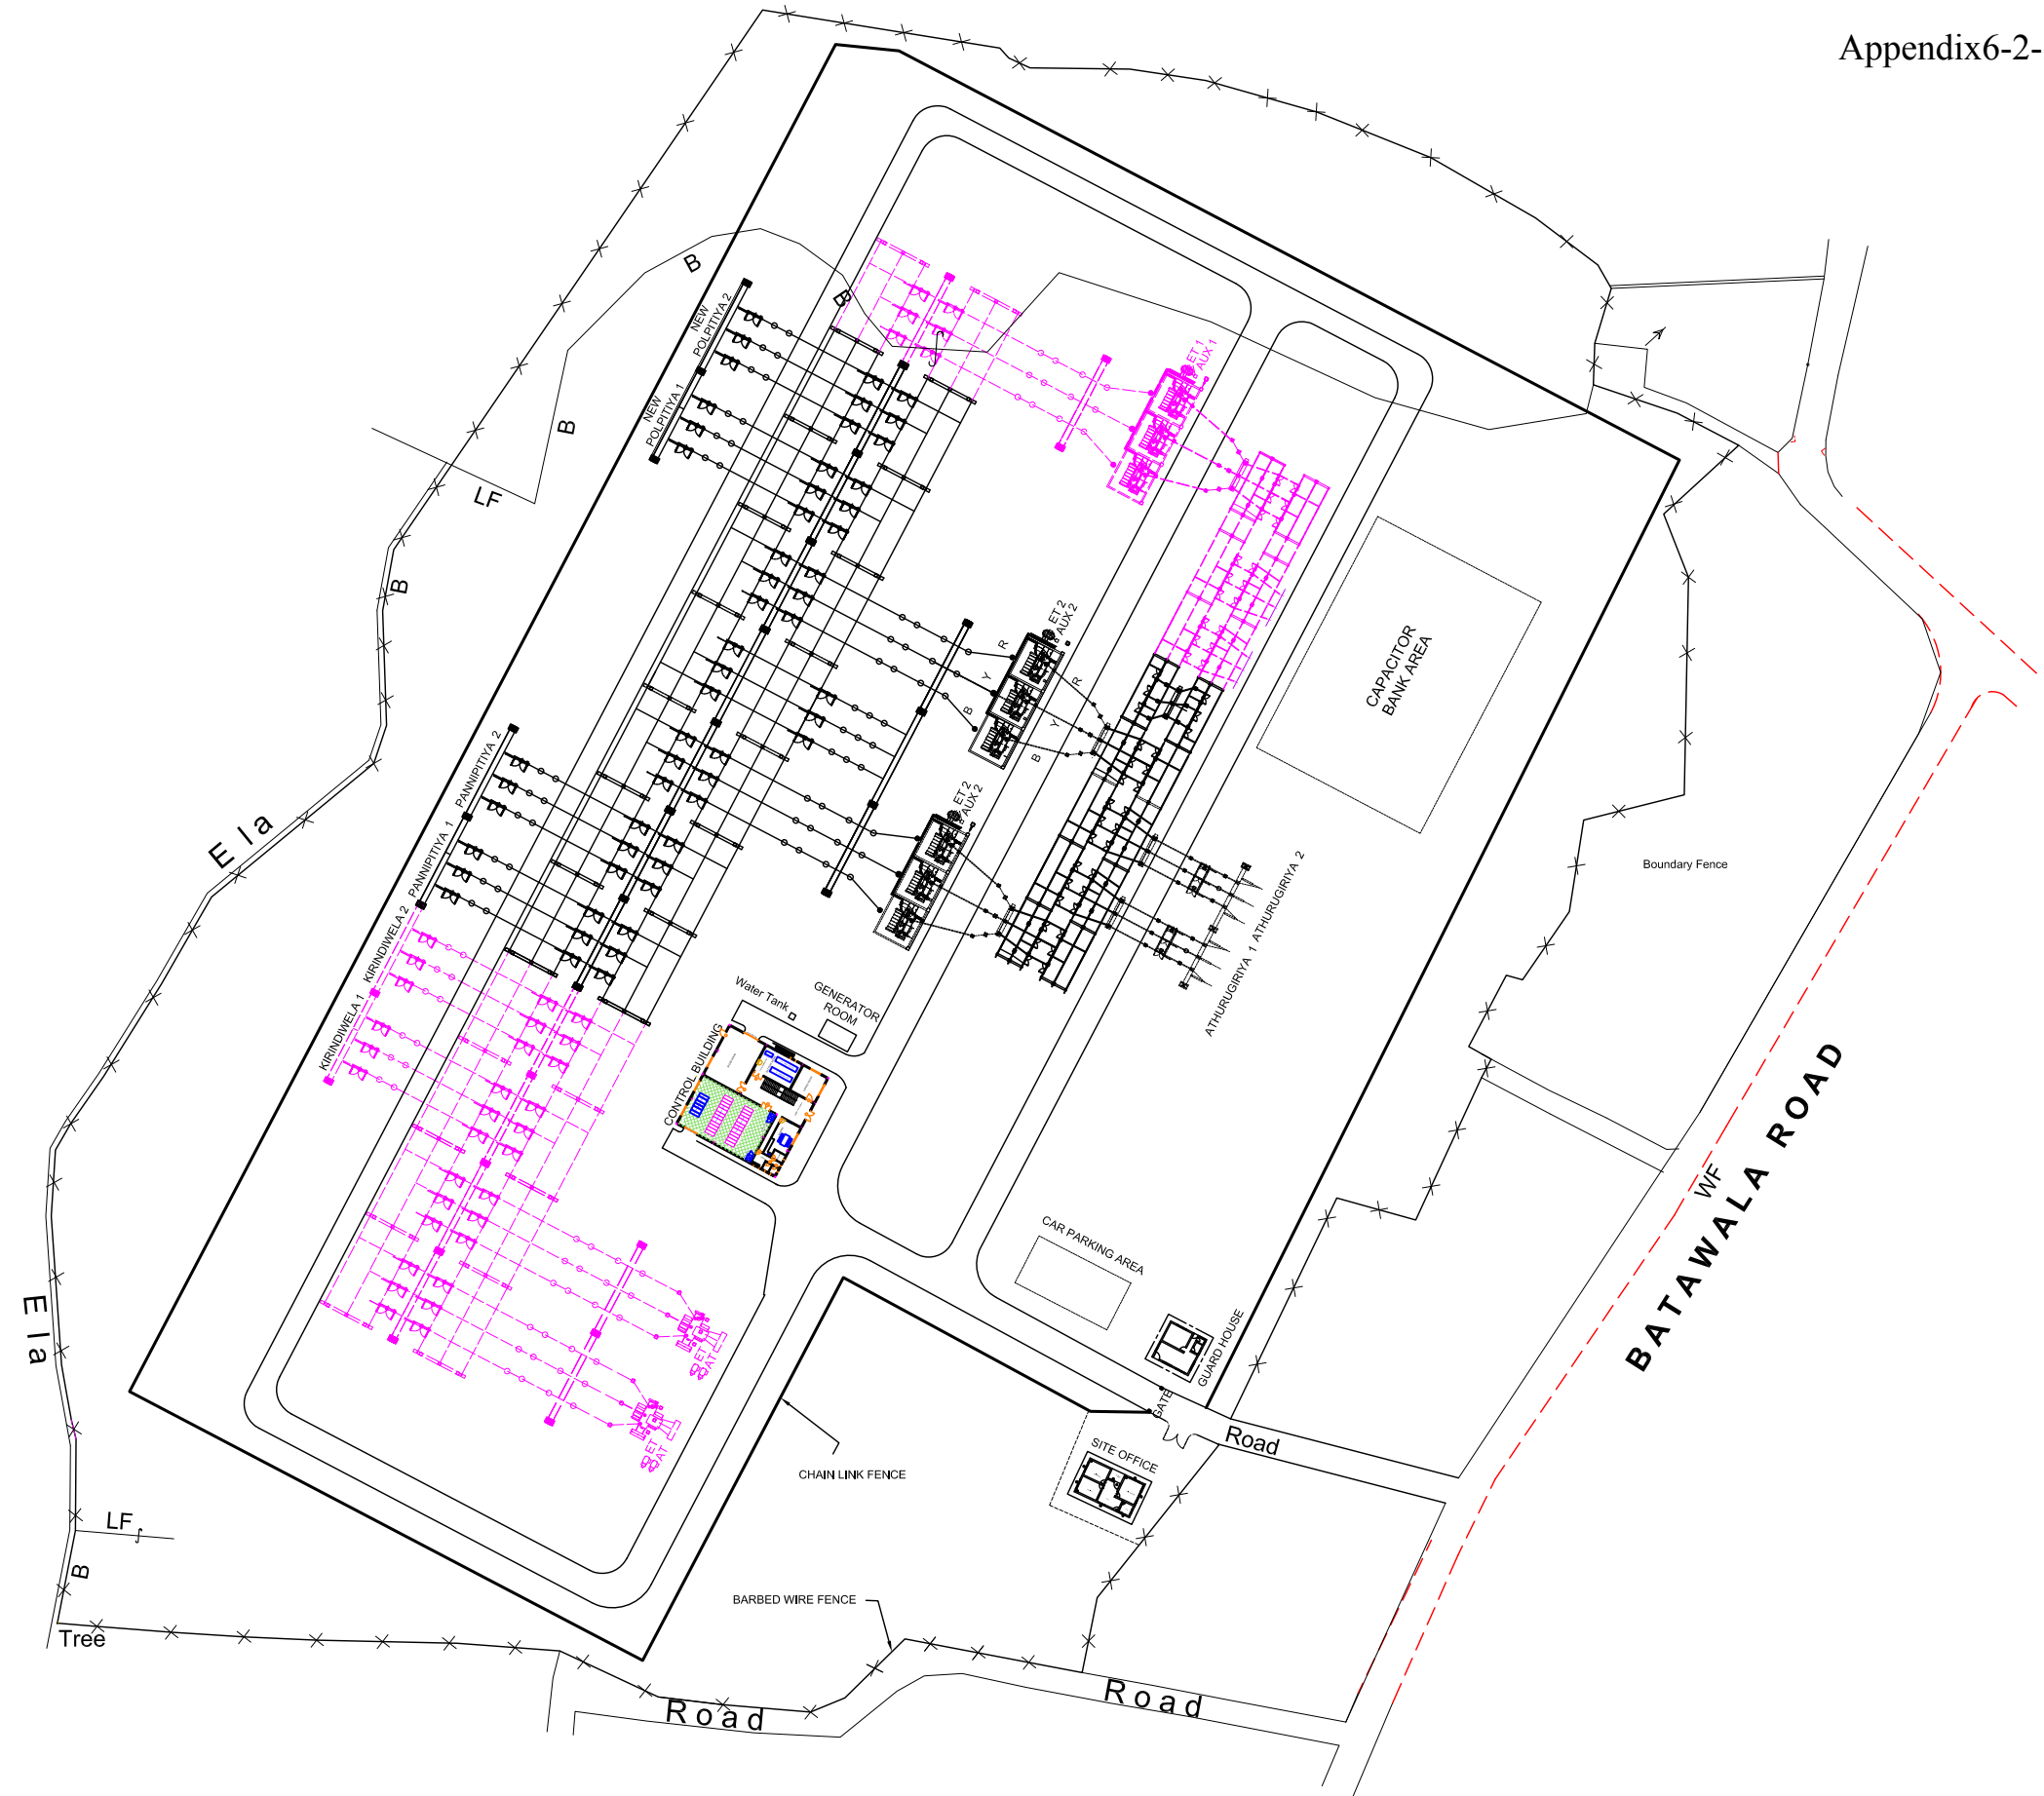 Appendix6-2-
B
B
NEW
POLPITIYA 2
NEW
POLPITIYA 1
B
LF
B
ET 1
AUX 1
ET 2
AUX 2
R
Y
B
R
Y
B
CAPACITOR
BANK AREA
PANNIPITIYA 2
PANNIPITIYA 1
ET 2
AUX 2
Ela
Boundary Fence
KIRINDIWELA 2
KIRINDIWELA 1
ATHURUGIRIYA 2
ATHURUGIRIYA 1
Water Tank
GENERATOR
ROOM
CONTROL BUILDING
BATAWALA ROAD
WF
CAR PARKING AREA
Ela
GUARD HOUSE
GATE
Road
SITE OFFICE
CHAIN LINK FENCE
LF
B
BARBED WIRE FENCE
Tree
Road
Road